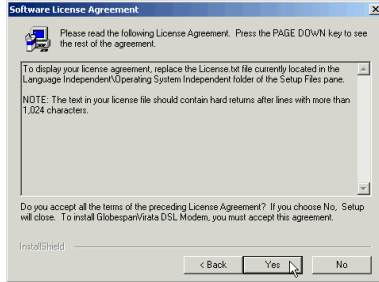 Software License Agreement
Please read the following License Agreement. Press the PAGE DOWN key to see
the rest of the agreement.
To display your license agreement, replace the License.txt file currently located in the
Language Independent\Operating System Independent folder of the Setup Files pane.
NOTE: The text in your license file should contain hard returns after lines with more than
1,024 characters.
Do you accept all the terms of the preceding License Agreement? If you choose No, Setup
will close. To install GlobespanVirata DSL Modem, you must accept this agreement.
InstallShield
< Back Yes No